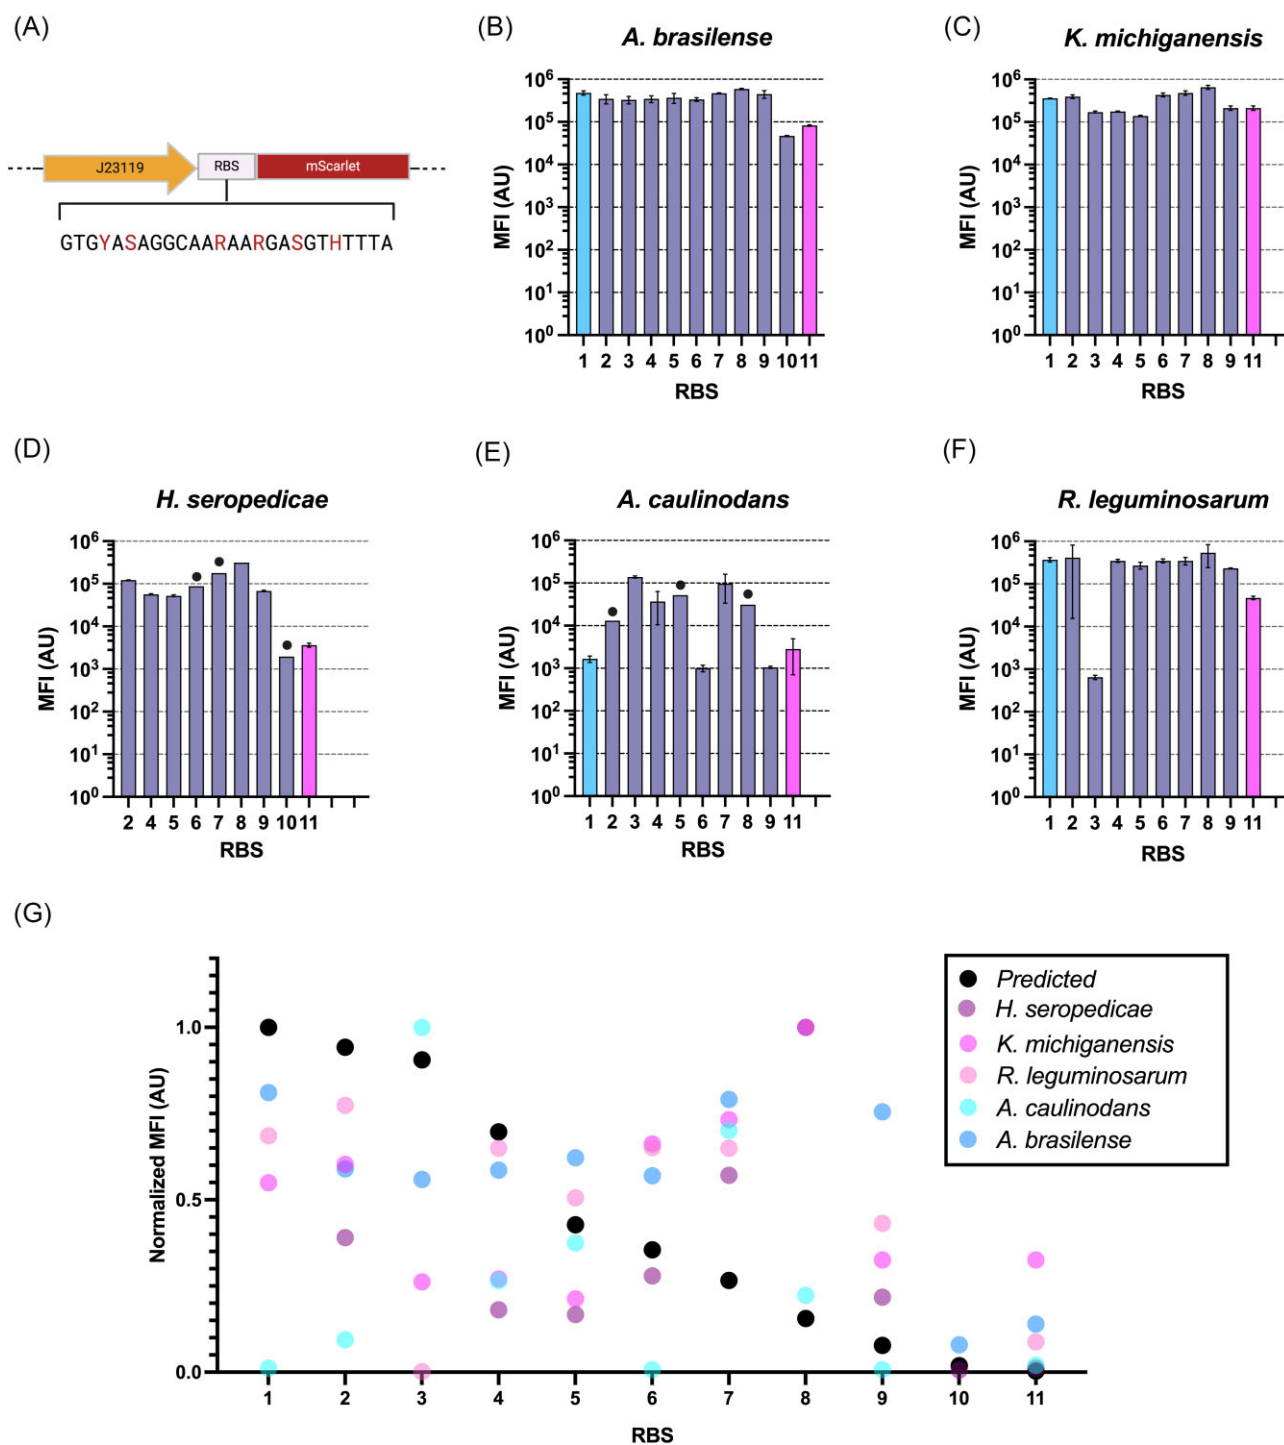 (A)
J23119
RBS
mScarlet
GTGYASAGGCAARAARGASGTHTTTA
(B)
A. brasilense
MFI (AU)
10⁶
10⁵
10⁴
10³
10²
10¹
10⁰
1 2 3 4 5 6 7 8 9 10 11
RBS
(C)
K. michiganensis
MFI (AU)
10⁶
10⁵
10⁴
10³
10²
10¹
10⁰
1 2 3 4 5 6 7 8 9 11
RBS
(D)
H. seropedicae
MFI (AU)
10⁶
10⁵
10⁴
10³
10²
10¹
10⁰
2 4 5 6 7 8 9 10 11
RBS
(E)
A. caulinodans
MFI (AU)
10⁶
10⁵
10⁴
10³
10²
10¹
10⁰
1 2 3 4 5 6 7 8 9 11
RBS
(F)
R. leguminosarum
MFI (AU)
10⁶
10⁵
10⁴
10³
10²
10¹
10⁰
1 2 3 4 5 6 7 8 9 11
RBS
(G)
Normalized MFI (AU)
1.0
0.5
0.0
1 2 3 4 5 6 7 8 9 10 11
RBS
Predicted
H. seropedicae
K. michiganensis
R. leguminosarum
A. caulinodans
A. brasilense